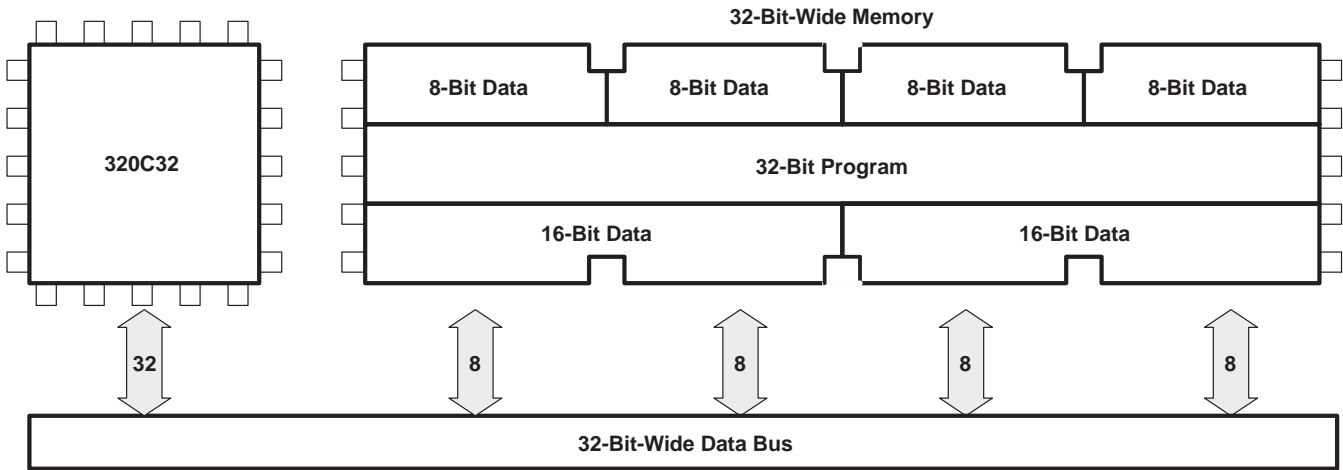 32-Bit-Wide Memory
8-Bit Data
8-Bit Data
8-Bit Data
8-Bit Data
320C32
32-Bit Program
16-Bit Data
16-Bit Data
32
8
8
8
8
32-Bit-Wide Data Bus